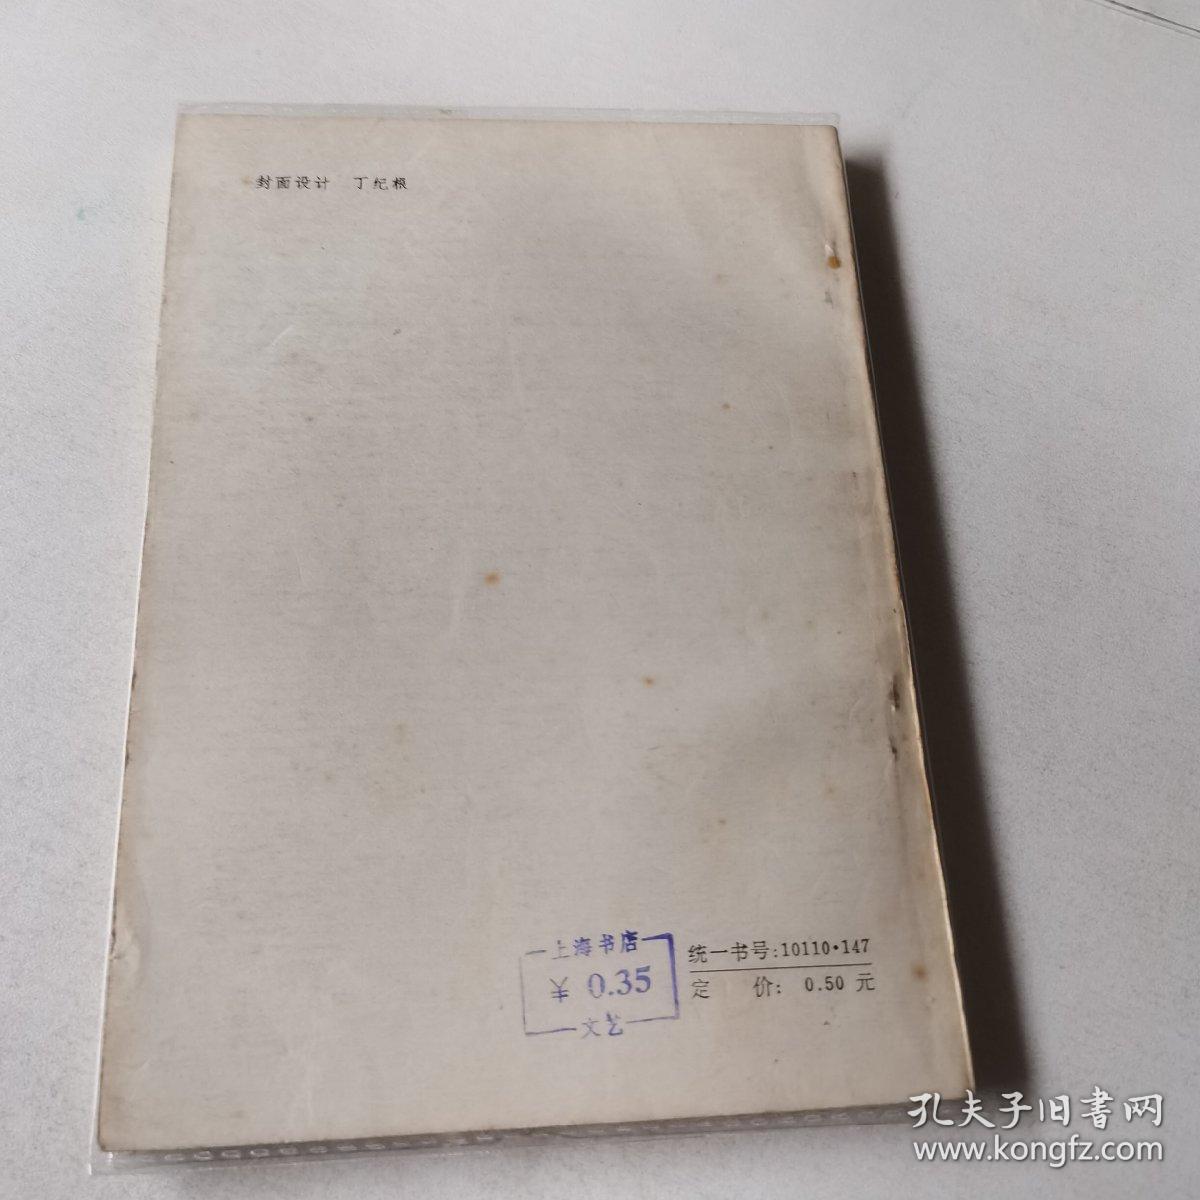 封面设计 丁纪根
上海书店
¥ 0.35
文艺
统一书号:10110·147
定 价: 0.50 元
孔夫子旧書网
www.kongfz.com